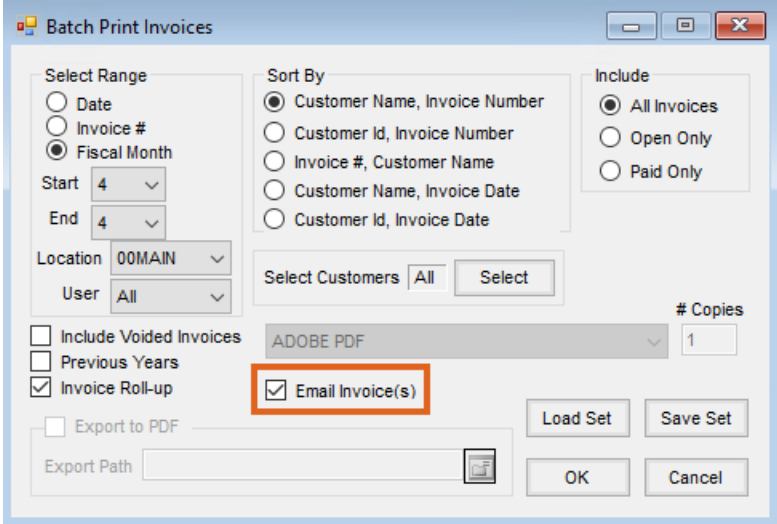 Batch Print Invoices
Select Range
Date
Invoice #
Fiscal Month
Start 4
End 4
Location 00MAIN
User All
Sort By
Customer Name, Invoice Number
Customer Id, Invoice Number
Invoice #, Customer Name
Customer Name, Invoice Date
Customer Id, Invoice Date
Include
All Invoices
Open Only
Paid Only
Select Customers All Select
# Copies
Include Voided Invoices
Previous Years
Invoice Roll-up
ADOBE PDF 1
Email Invoice(s)
Load Set Save Set
Export to PDF
Export Path
OK Cancel